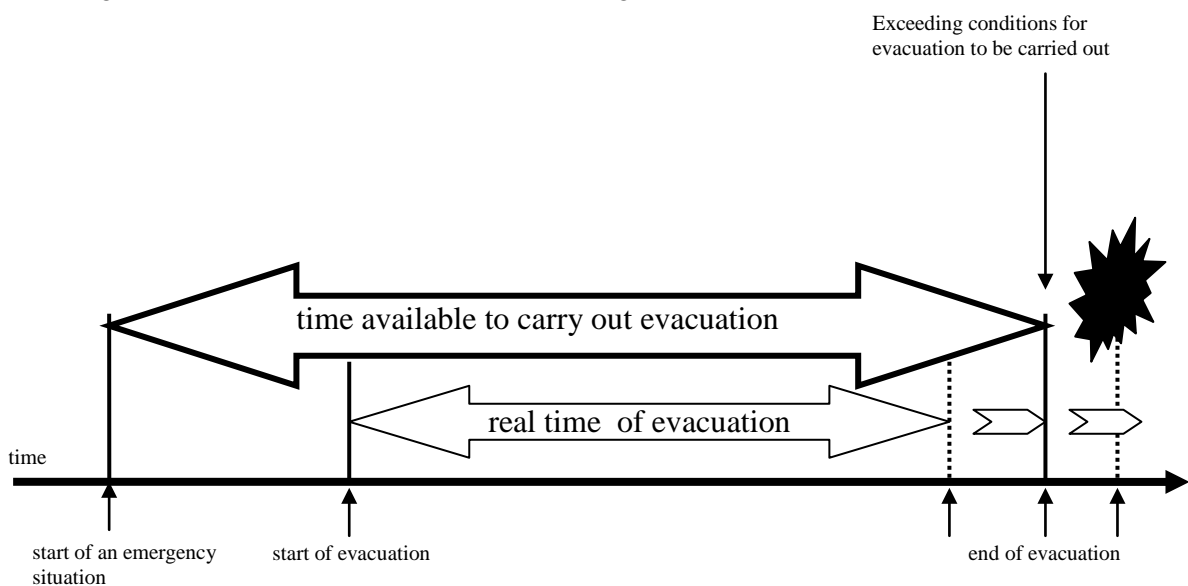 Exceeding conditions for
evacuation to be carried out
time available to carry out evacuation
real time of evacuation
time
start of an emergency
situation
start of evacuation
end of evacuation